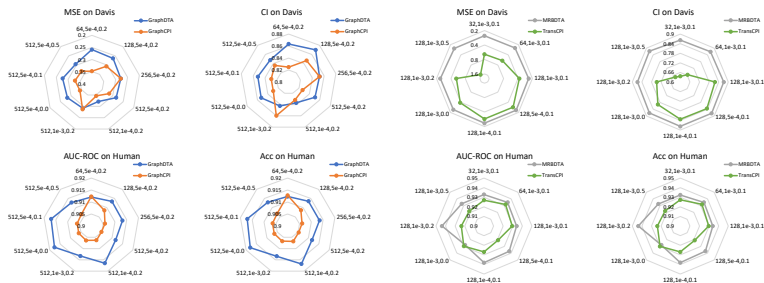 MSE on Davis
GraphDTA
GraphCPI
64,5e-4,0.2
128,5e-4,0.2
256,5e-4,0.2
512,5e-4,0.2
512,1e-4,0.2
512,1e-3,0.2
512,5e-4,0.0
512,5e-4,0.1
512,5e-4,0.5
0.2
0.25
0.3
0.4
CI on Davis
GraphDTA
GraphCPI
64,5e-4,0.2
128,5e-4,0.2
256,5e-4,0.2
512,5e-4,0.2
512,1e-4,0.2
512,1e-3,0.2
512,5e-4,0.0
512,5e-4,0.1
512,5e-4,0.5
0.88
0.86
0.84
0.82
0.8
MSE on Davis
MRBDTA
TransCPI
32,1e-3,0.1
64,1e-3,0.1
128,1e-3,0.1
128,5e-4,0.1
128,1e-4,0.1
128,1e-3,0.0
128,1e-3,0.2
128,1e-3,0.5
0.2
0.4
0.8
1.6
CI on Davis
MRBDTA
TransCPI
32,1e-3,0.1
64,1e-3,0.1
128,1e-3,0.1
128,5e-4,0.1
128,1e-4,0.1
128,1e-3,0.0
128,1e-3,0.2
128,1e-3,0.5
0.9
0.84
0.78
0.72
0.66
0.6
AUC-ROC on Human
GraphDTA
GraphCPI
64,5e-4,0.2
128,5e-4,0.2
256,5e-4,0.2
512,5e-4,0.2
512,1e-4,0.2
512,1e-3,0.2
512,5e-4,0.0
512,5e-4,0.1
512,5e-4,0.5
0.92
0.915
0.91
0.905
0.9
Acc on Human
GraphDTA
GraphCPI
64,5e-4,0.2
128,5e-4,0.2
256,5e-4,0.2
512,5e-4,0.2
512,1e-4,0.2
512,1e-3,0.2
512,5e-4,0.0
512,5e-4,0.1
512,5e-4,0.5
0.92
0.915
0.91
0.905
0.9
AUC-ROC on Human
MRBDTA
TransCPI
32,1e-3,0.1
64,1e-3,0.1
128,1e-3,0.1
128,5e-4,0.1
128,1e-4,0.1
128,1e-3,0.0
128,1e-3,0.2
128,1e-3,0.5
0.95
0.94
0.93
0.92
0.91
0.9
Acc on Human
MRBDTA
TransCPI
32,1e-3,0.1
64,1e-3,0.1
128,1e-3,0.1
128,5e-4,0.1
128,1e-4,0.1
128,1e-3,0.0
128,1e-3,0.2
128,1e-3,0.5
0.95
0.94
0.93
0.92
0.91
0.9